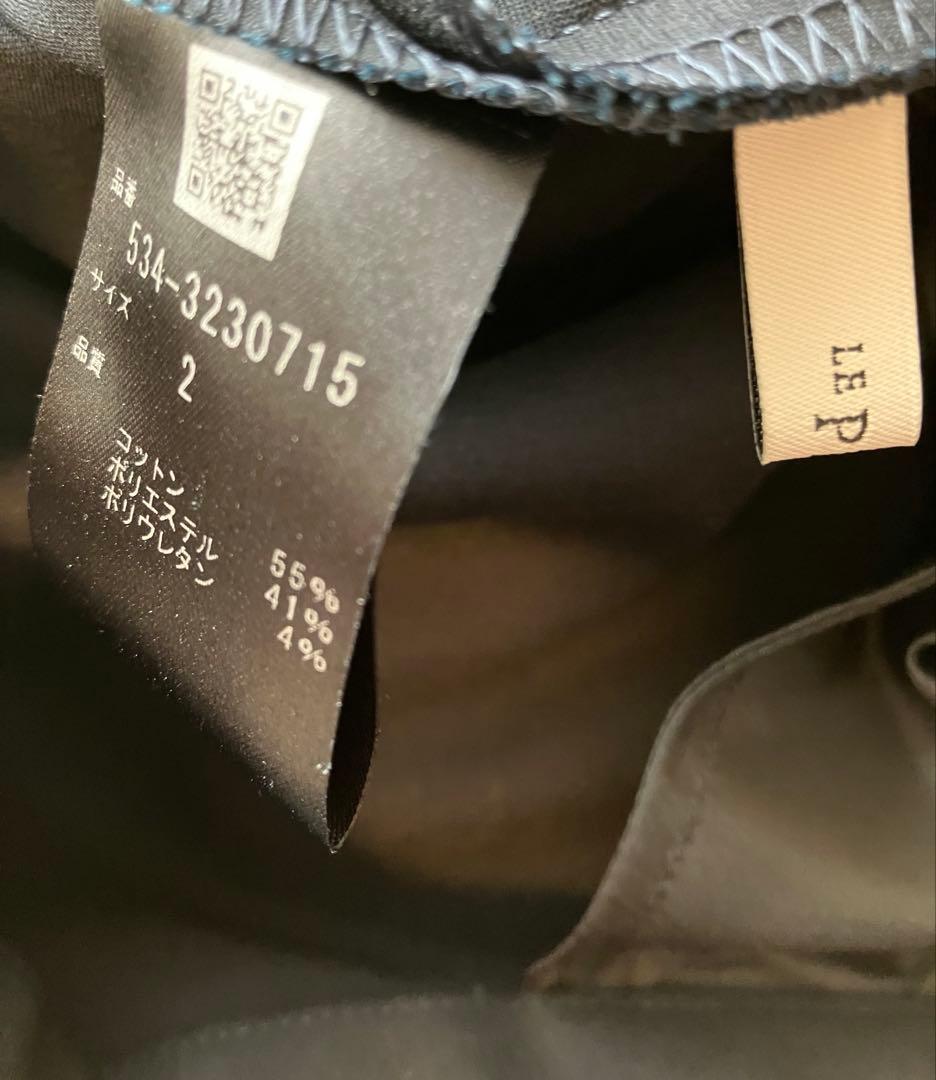 品番
534-3230715
サイズ
2
品質
コットン 55%
ポリエステル 41%
ポリウレタン 4%
LE P